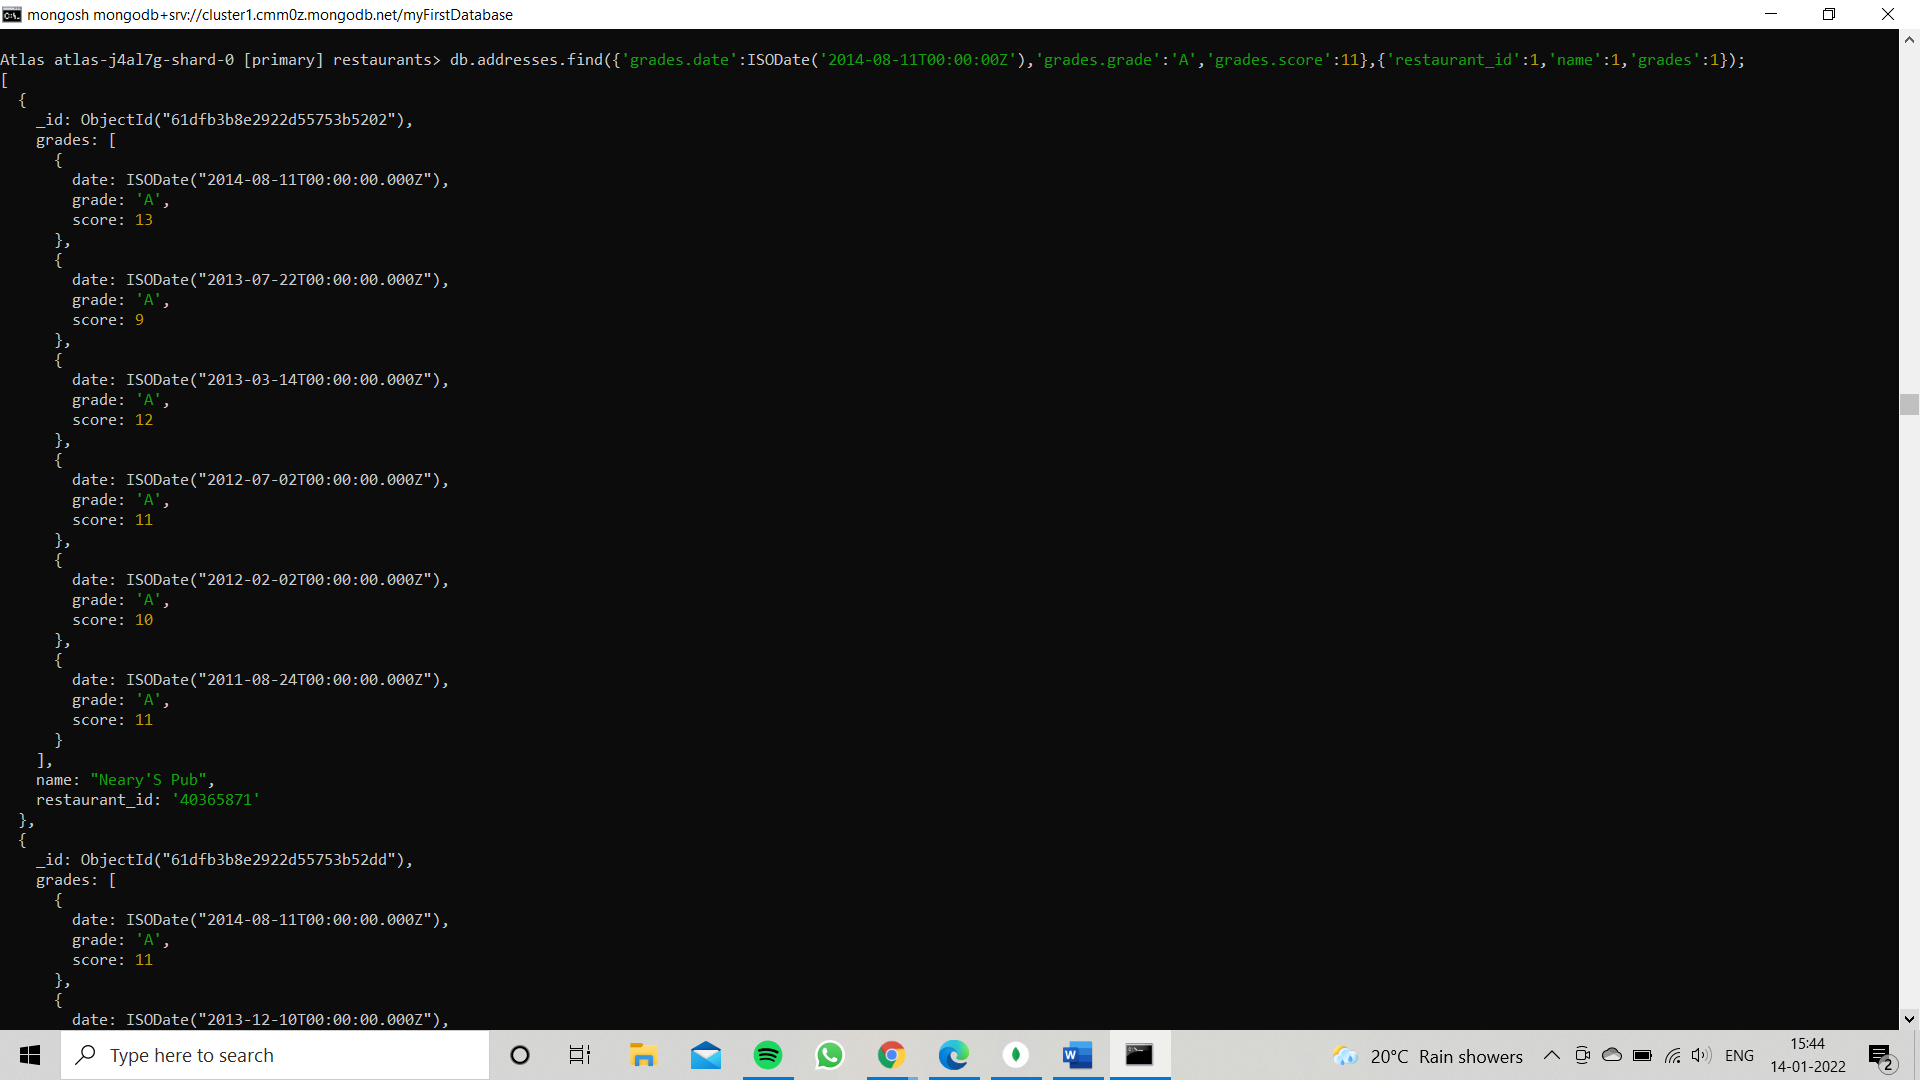 mongosh mongodb+srv://cluster1.cmm0z.mongodb.net/myFirstDatabase
Atlas atlas-j4al7g-shard-0 [primary] restaurants> db.addresses.find({'grades.date':ISODate('2014-08-11T00:00:00Z'),'grades.grade':'A','grades.score':11},{'restaurant_id':1,'name':1,'grades':1});
[
  {
    _id: ObjectId("61dfb3b8e2922d55753b5202"),
    grades: [
      {
        date: ISODate("2014-08-11T00:00:00.000Z"),
        grade: 'A',
        score: 13
      },
      {
        date: ISODate("2013-07-22T00:00:00.000Z"),
        grade: 'A',
        score: 9
      },
      {
        date: ISODate("2013-03-14T00:00:00.000Z"),
        grade: 'A',
        score: 12
      },
      {
        date: ISODate("2012-07-02T00:00:00.000Z"),
        grade: 'A',
        score: 11
      },
      {
        date: ISODate("2012-02-02T00:00:00.000Z"),
        grade: 'A',
        score: 10
      },
      {
        date: ISODate("2011-08-24T00:00:00.000Z"),
        grade: 'A',
        score: 11
      }
    ],
    name: "Neary'S Pub",
    restaurant_id: '40365871'
  },
  {
    _id: ObjectId("61dfb3b8e2922d55753b52dd"),
    grades: [
      {
        date: ISODate("2014-08-11T00:00:00.000Z"),
        grade: 'A',
        score: 11
      },
      {
        date: ISODate("2013-12-10T00:00:00.000Z"),
Type here to search
20°C Rain showers
ENG
15:44
14-01-2022
2